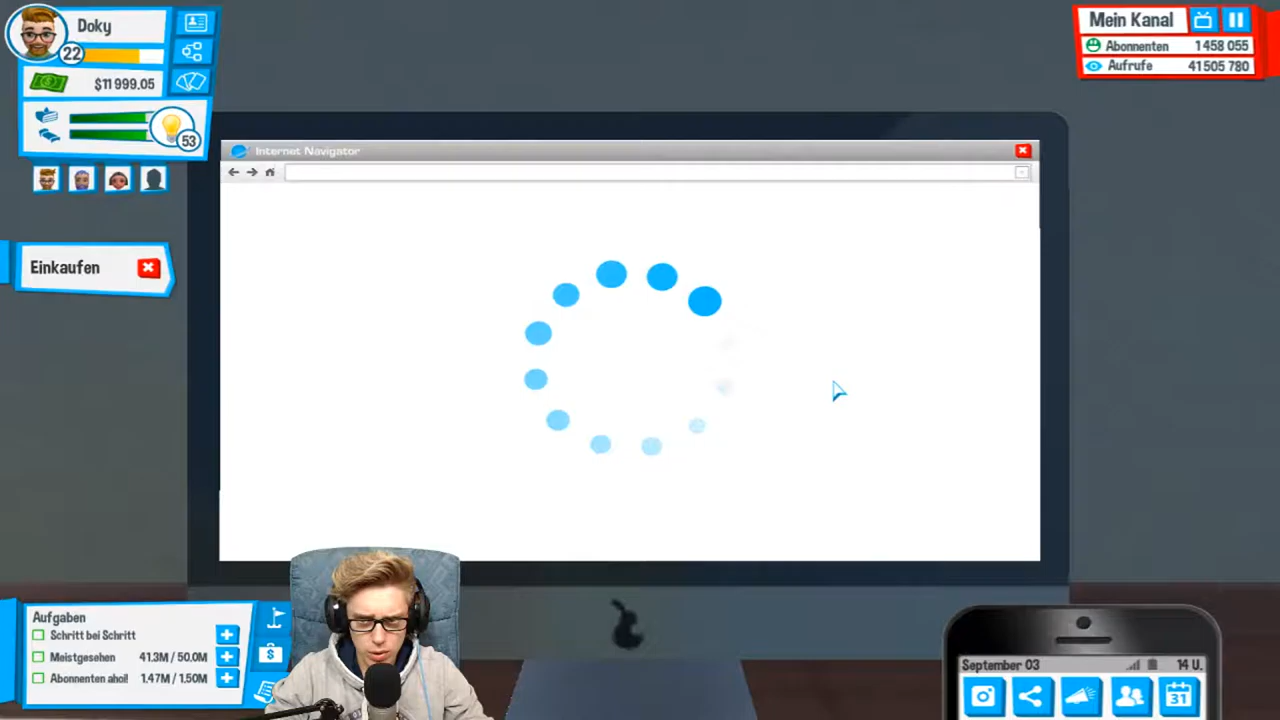 Doky
22
$11 999.05
53
Einkaufen
Internet Navigator
Mein Kanal
Abonnenten 1 458 055
Aufrufe 41 505 780
Aufgaben
Schritt bei Schritt
Meistgesehen 41.3M / 50.0M
Abonnenten ahoi! 1.47M / 1.50M
September 03 14 U.
31